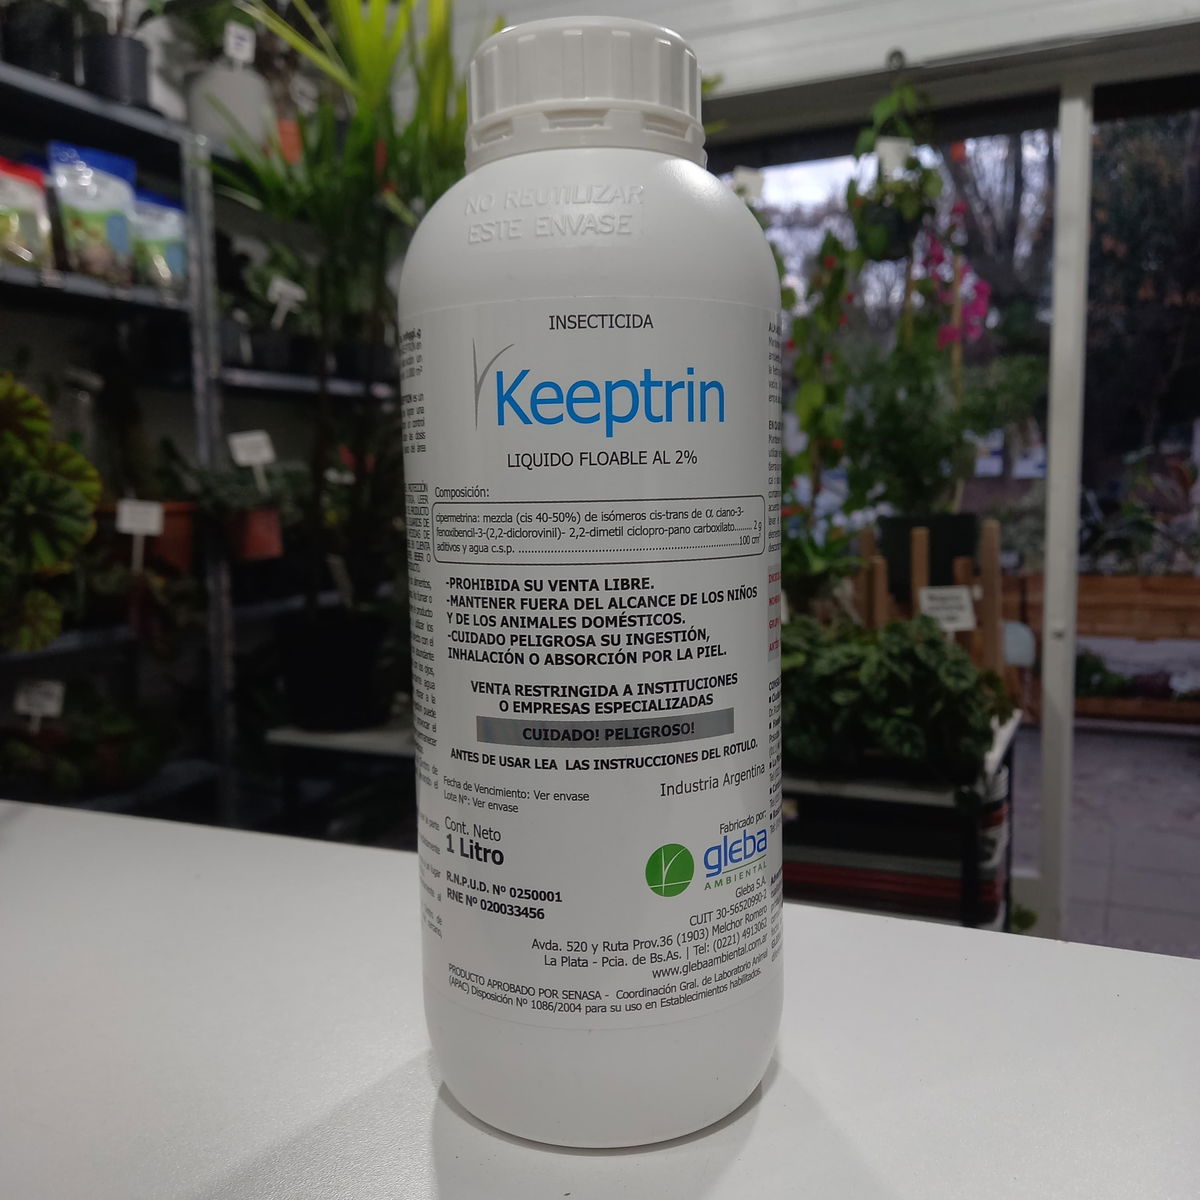 NO REUTILIZAR
ESTE ENVASE
INSECTICIDA
Keeptrin
LIQUIDO FLOABLE AL 2%
Composición:
cipermetrina: mezcla (cis 40-50%) de isómeros cis-trans de α ciano-3-
fenoxibencil-3-(2,2-diclorovinil)- 2,2-dimetil ciclopro-pano carboxilato......... 2 g
aditivos y agua c.s.p. ..................................................................100 cm³
-PROHIBIDA SU VENTA LIBRE.
-MANTENER FUERA DEL ALCANCE DE LOS NIÑOS
Y DE LOS ANIMALES DOMÉSTICOS.
-CUIDADO PELIGROSA SU INGESTIÓN,
INHALACIÓN O ABSORCIÓN POR LA PIEL.
VENTA RESTRINGIDA A INSTITUCIONES
O EMPRESAS ESPECIALIZADAS
CUIDADO! PELIGROSO!
ANTES DE USAR LEA LAS INSTRUCCIONES DEL ROTULO.
Fecha de Vencimiento: Ver envase
Lote Nº: Ver envase
Industria Argentina
Cont. Neto
1 Litro
R.N.P.U.D. Nº 0250001
RNE Nº 020033456
Fabricado por:
gleba
AMBIENTAL
Gleba S.A.
CUIT 30-56520990-2
Avda. 520 y Ruta Prov.36 (1903) Melchor Romero
La Plata - Pcia. de Bs.As. | Tel: (0221) 4913062
www.glebaambiental.com.ar
PRODUCTO APROBADO POR SENASA - Coordinación Gral. de Laboratorio Animal
(APAC) Disposición Nº 1086/2004 para su uso en Establecimientos habilitados.